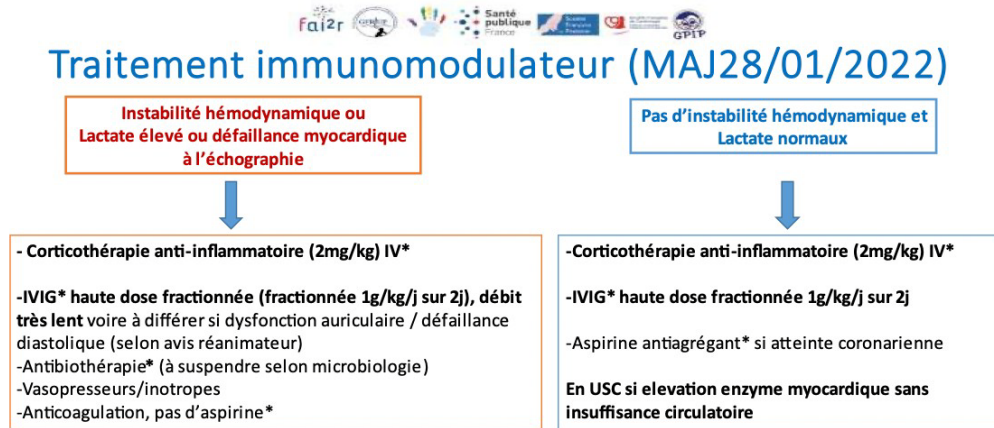 fai2r
Santé
publique
France
GPIP
Traitement immunomodulateur (MAJ28/01/2022)
Instabilité hémodynamique ou
Lactate élevé ou défaillance myocardique
à l’échographie
- Corticothérapie anti-inflammatoire (2mg/kg) IV*
-IVIG* haute dose fractionnée (fractionnée 1g/kg/j sur 2j), débit
très lent voire à différer si dysfonction auriculaire / défaillance
diastolique (selon avis réanimateur)
-Antibiothérapie* (à suspendre selon microbiologie)
-Vasopresseurs/inotropes
-Anticoagulation, pas d’aspirine*
Pas d’instabilité hémodynamique et
Lactate normaux
-Corticothérapie anti-inflammatoire (2mg/kg) IV*
-IVIG* haute dose fractionnée 1g/kg/j sur 2j
-Aspirine antiagrégant* si atteinte coronarienne
En USC si elevation enzyme myocardique sans
insuffisance circulatoire